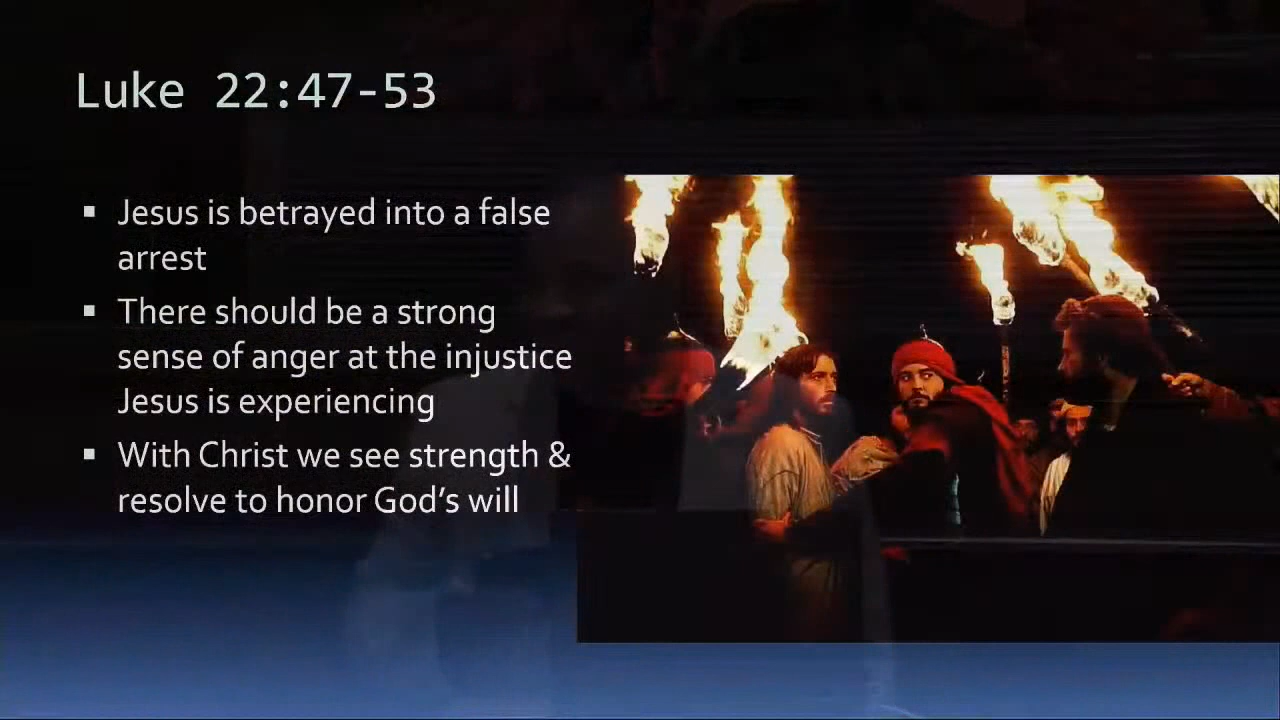 Luke 22:47-53
▪ Jesus is betrayed into a false
arrest
▪ There should be a strong
sense of anger at the injustice
Jesus is experiencing
▪ With Christ we see strength &
resolve to honor God’s will